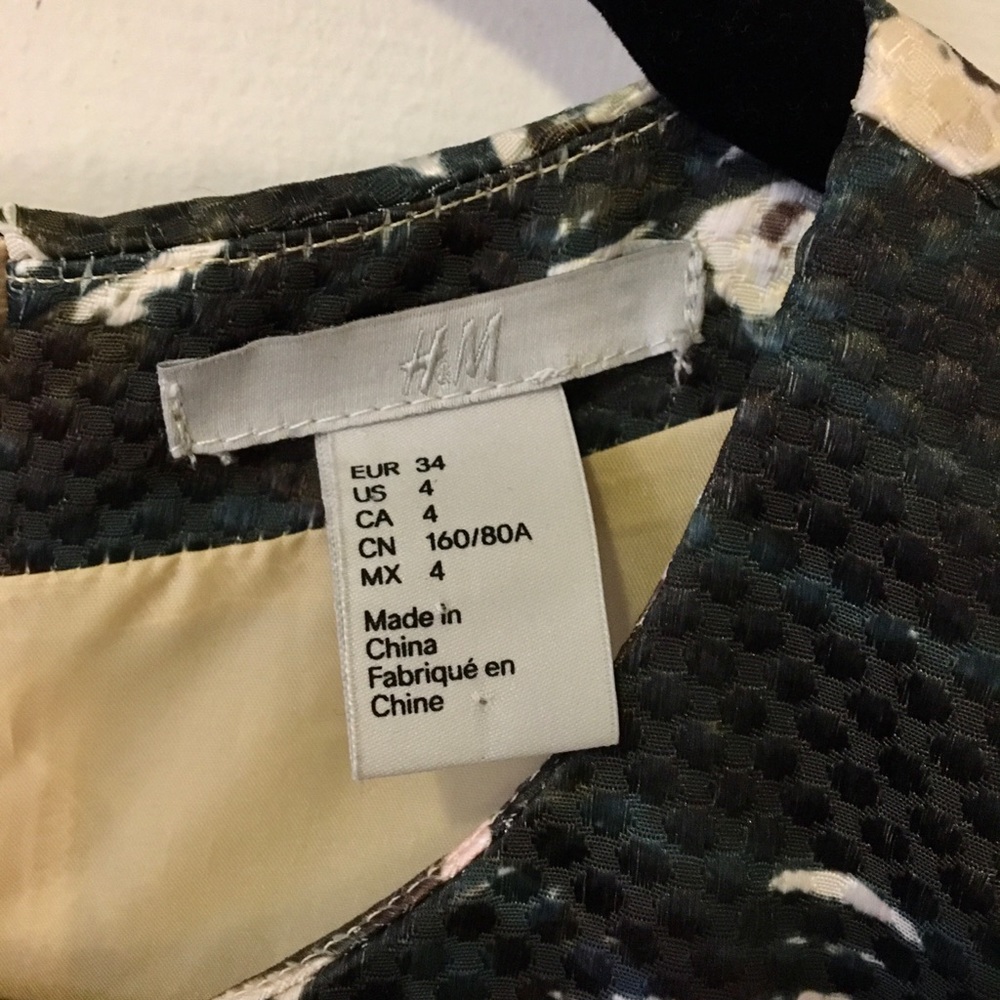 H&M
EUR 34
US 4
CA 4
CN 160/80A
MX 4
Made in
China
Fabriqué en
Chine